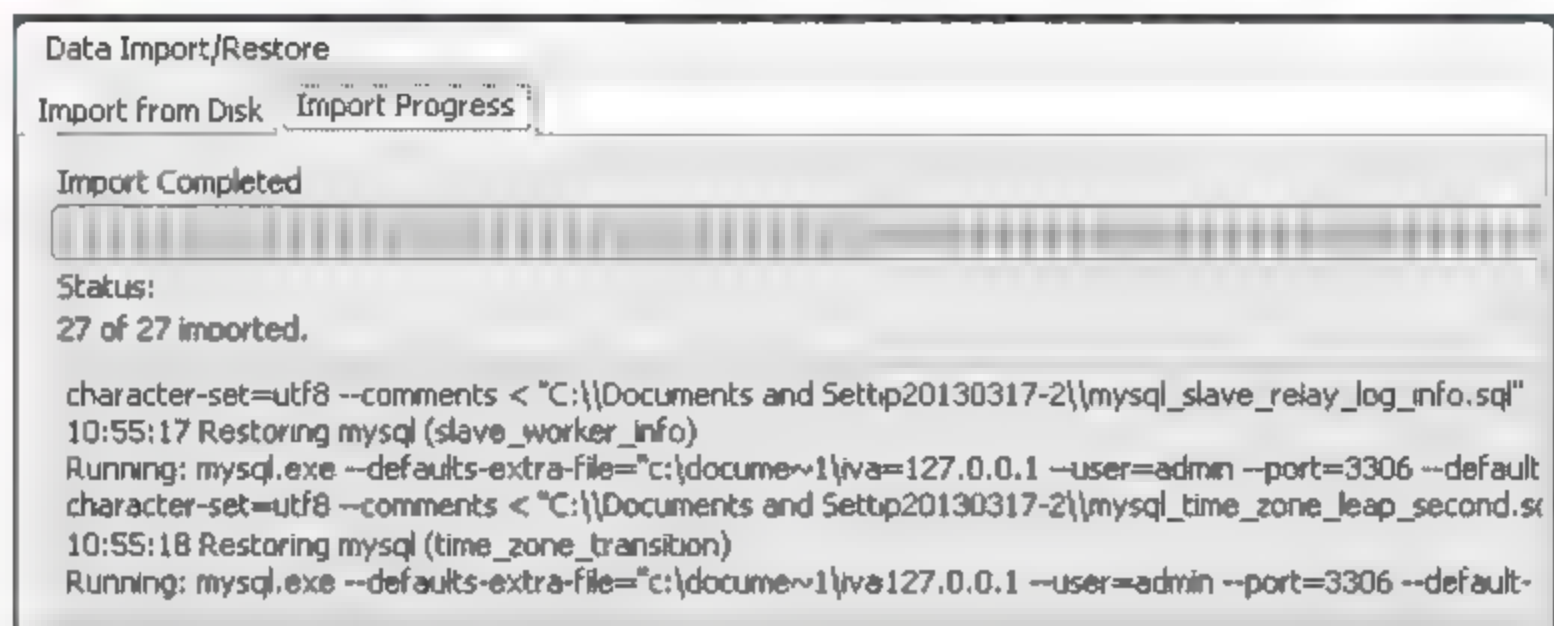 Data Import/Restore
Import from Disk Import Progress
Import Completed
Status:
27 of 27 imported.
character-set=utf8 --comments < "C:\\Documents and Settıp20130317-2\\mysql_slave_relay_log_info.sql"
10:55:17 Restoring mysql (slave_worker_info)
Running: mysql.exe --defaults-extra-file="c:\docume~1\iva=127.0.0.1 --user=admin --port=3306 --default
character-set=utf8 --comments < "C:\\Documents and Settıp20130317-2\\mysql_time_zone_leap_second.s
10:55:18 Restoring mysql (time_zone_transition)
Running: mysql.exe --defaults-extra-file="c:\docume~1\iva127.0.0.1 --user=admin --port=3306 --default-